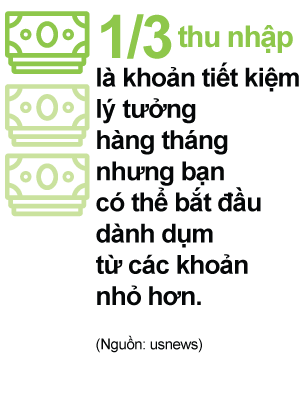 1/3 thu nhập
là khoản tiết kiệm
lý tưởng
hàng tháng
nhưng bạn
có thể bắt đầu
dành dụm
từ các khoản
nhỏ hơn.
(Nguồn: usnews)